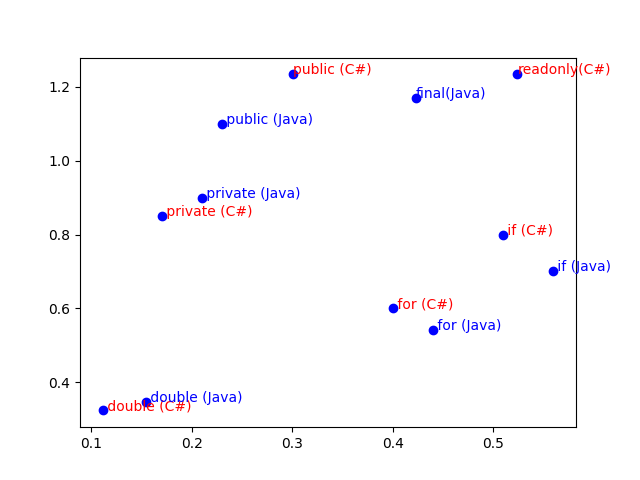 public (C#)
readonly(C#)
1.2
final(Java)
public (Java)
1.0
private (Java)
private (C#)
0.8
if (C#)
if (Java)
0.6
for (C#)
for (Java)
0.4
double (Java)
double (C#)
0.1 0.2 0.3 0.4 0.5